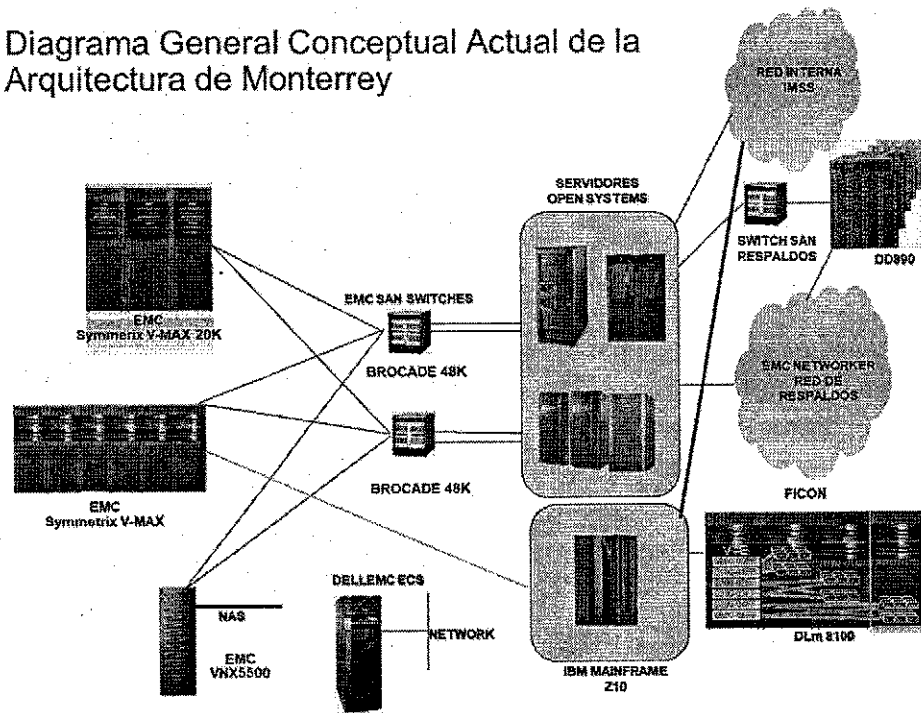 Diagrama General Conceptual Actual de la
Arquitectura de Monterrey
RED INTERNA
IMSS
SERVIDORES
OPEN SYSTEMS
SWITCH SAN
RESPALDOS
DD890
EMC
Symmerix V-MAX 20K
EMC SAN SWITCHES
BROCADE 48K
EMC NETWORKER
RED DE
RESPALDOS
BROCADE 48K
EMC
Symmetrix V-MAX
FICON
DELLEMC ECS
NAS
NETWORK
EMC
VNX5500
IBM MAINFRAME
Z10
DLm 8100